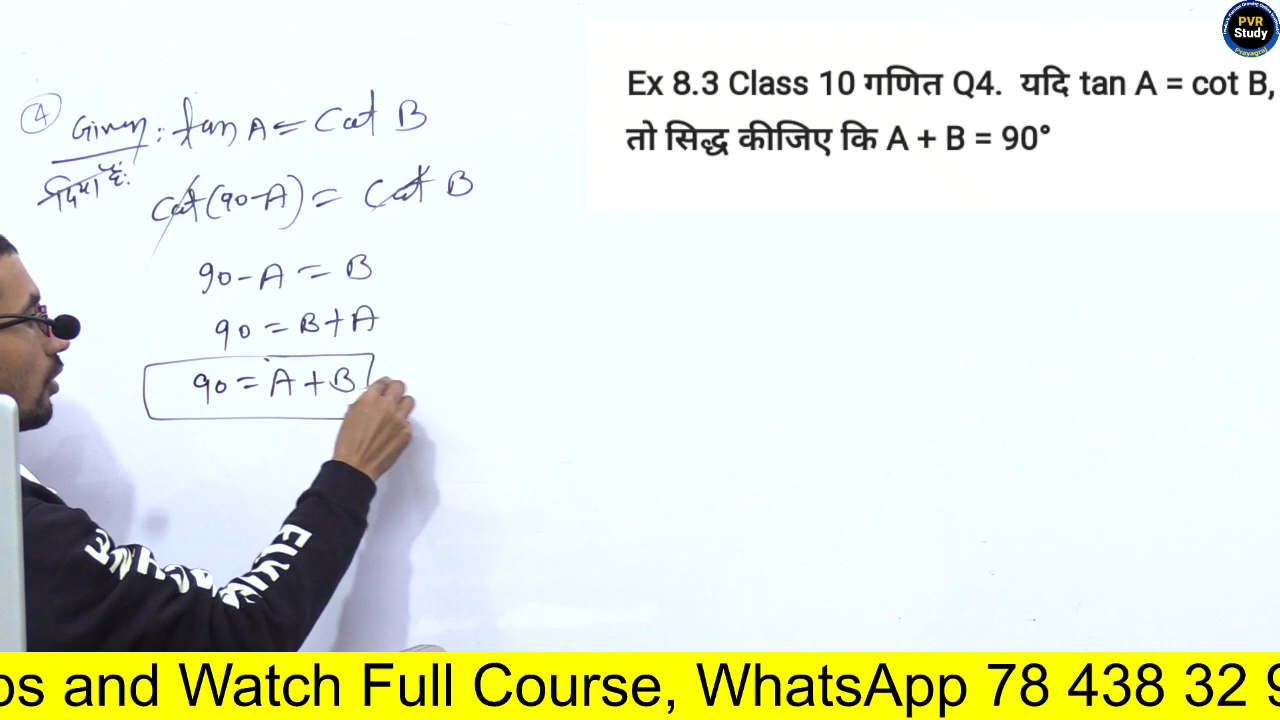 ④ Given: tan A = Cot B
दिया है:
Cot (90-A) = Cot B
90 - A = B
90 = B + A
90 = A + B
PVR
Study
Prayagraj
Ex 8.3 Class 10 गणित Q4. यदि tan A = cot B,
तो सिद्ध कीजिए कि A + B = 90°
os and Watch Full Course, WhatsApp 78 438 32 9